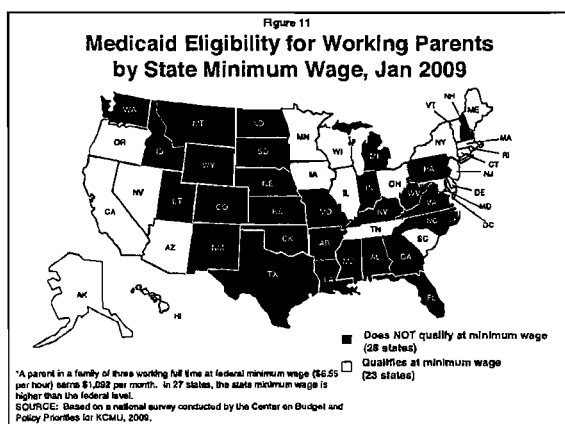 Figure 11
Medicaid Eligibility for Working Parents
by State Minimum Wage, Jan 2009
WA
MT
ND
MN
VT
NH
ME
OR
ID
SD
WI
MI
NY
MA
RI
CT
NJ
WY
IA
PA
NV
NE
IL
IN
OH
DE
MD
DC
CA
UT
CO
KS
MO
KY
WV
VA
NC
TN
AZ
NM
OK
AR
SC
MS
AL
GA
TX
LA
FL
AK
HI
Does NOT qualify at minimum wage
(28 states)
Qualifies at minimum wage
(23 states)
*A parent in a family of three working full time at federal minimum wage ($6.55
per hour) earns $1,092 per month. In 27 states, the state minimum wage is
higher than the federal level.
SOURCE: Based on a national survey conducted by the Center on Budget and
Policy Priorities for KCMU, 2009.